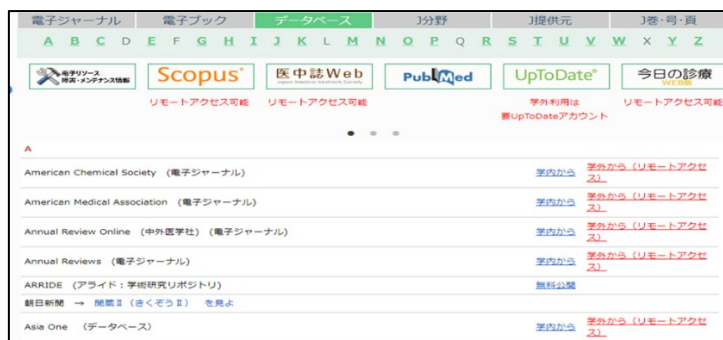 電子ジャーナル 電子ブック データベース J分野 J提供元 J巻・号・頁
A B C D E F G H I J K L M N O P Q R S T U V W X Y Z
電子リソース
障害・メンテナンス情報
Scopus®
医中誌Web
PubMed
UpToDate®
今日の診療
WEB版
リモートアクセス可能 リモートアクセス可能 学外利用は リモートアクセス可能
要UpToDateアカウント
A
American Chemical Society (電子ジャーナル) 学内から 学外から(リモートアクセ
ス)
American Medical Association (電子ジャーナル) 学内から 学外から(リモートアクセ
ス)
Annual Review Online (中外医学社) (電子ジャーナル) 学内から 学外から(リモートアクセ
ス)
Annual Reviews (電子ジャーナル) 学内から 学外から(リモートアクセ
ス)
ARRIDE (アライド:学術研究リポジトリ) 無料公開
朝日新聞 → 聞蔵Ⅱ(きくぞうⅡ) を見よ
Asia One (データベース) 学内から 学外から(リモートアクセ
ス)